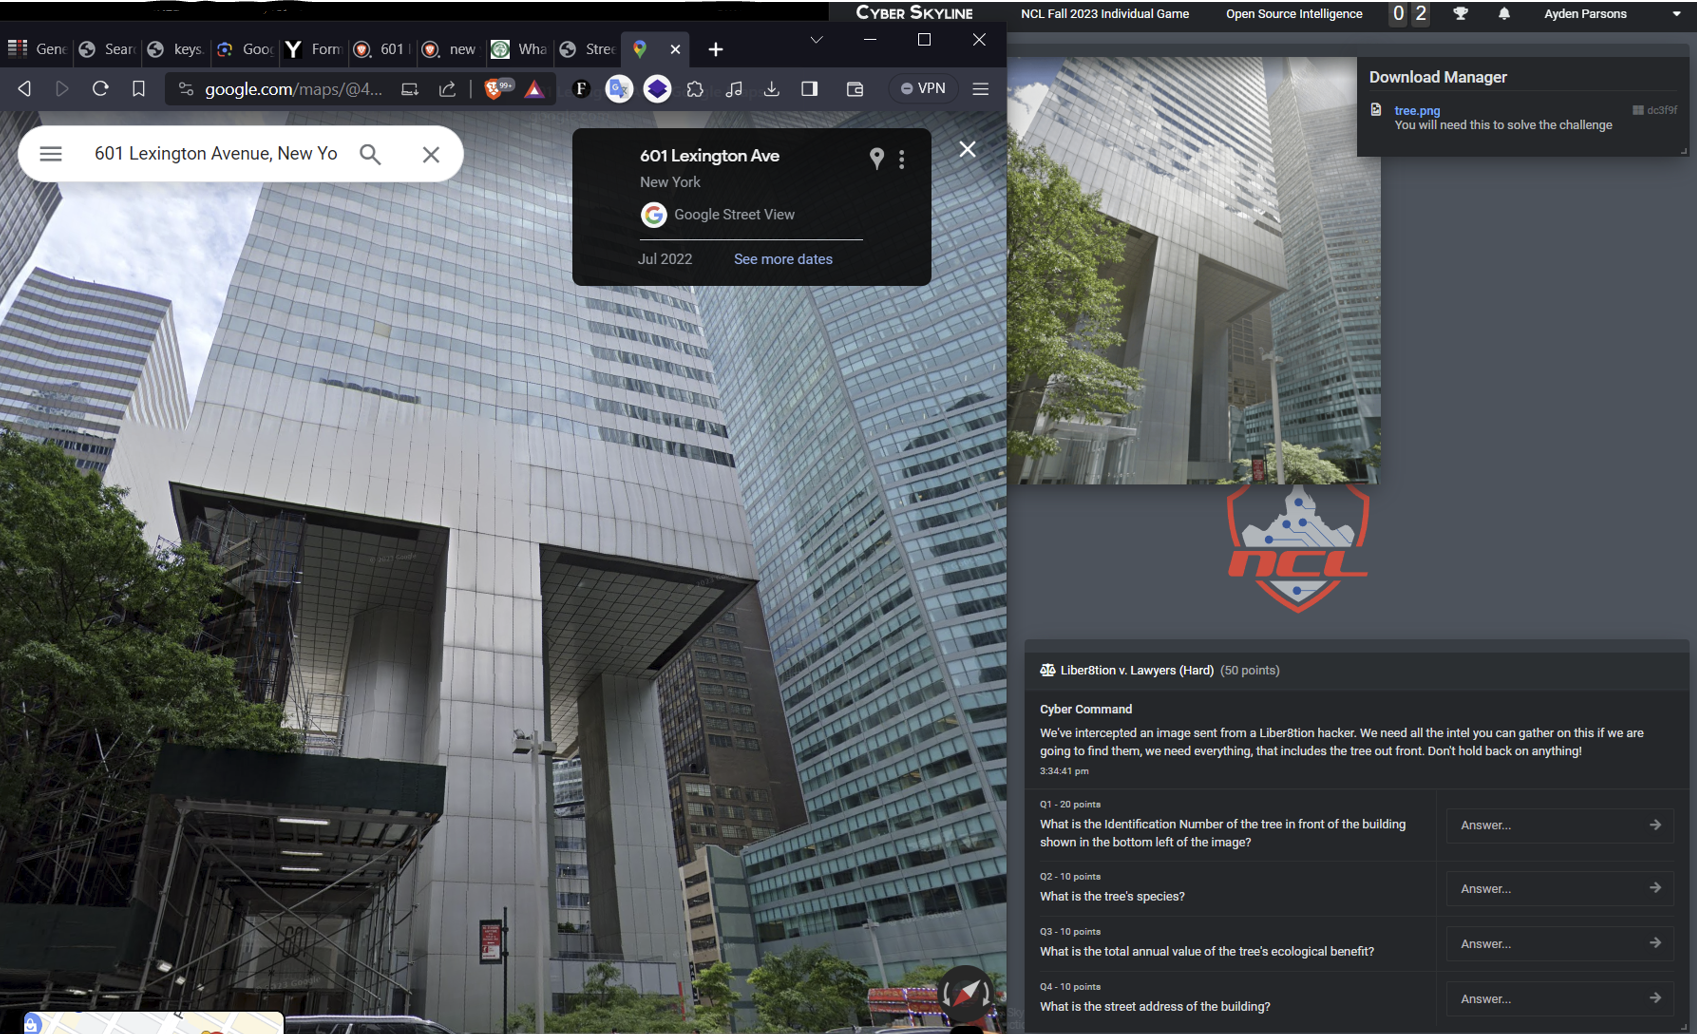 CYBER SKYLINE
NCL Fall 2023 Individual Game
Open Source Intelligence
0 2
Ayden Parsons
Gene
Sear
keys.
Goog
Form
601
new
Wha
Stree
google.com/maps/@4...
F
99+
VPN
601 Lexington Avenue, New Yo
601 Lexington Ave
New York
Google Street View
Jul 2022
See more dates
601
Download Manager
tree.png
dc3f9f
You will need this to solve the challenge
NCL
Liber8tion v. Lawyers (Hard) (50 points)
Cyber Command
We've intercepted an image sent from a Liber8tion hacker. We need all the intel you can gather on this if we are
going to find them, we need everything, that includes the tree out front. Don't hold back on anything!
3:34:41 pm
Q1 - 20 points
What is the Identification Number of the tree in front of the building
shown in the bottom left of the image?
Answer...
Q2 - 10 points
What is the tree's species?
Answer...
Q3 - 10 points
What is the total annual value of the tree's ecological benefit?
Answer...
Q4 - 10 points
What is the street address of the building?
Answer...